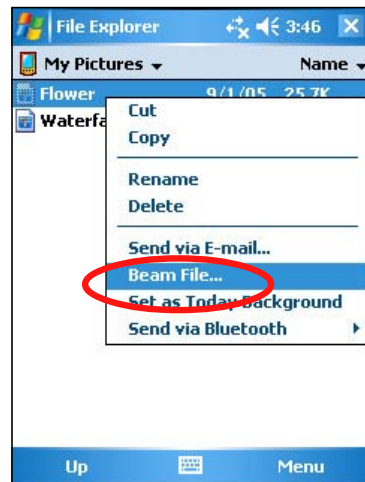 File Explorer 3:46
My Pictures Name
Flower 9/1/05 25.7K
Waterfa
Cut
Copy
Rename
Delete
Send via E-mail...
Beam File...
Set as Today Background
Send via Bluetooth
Up Menu